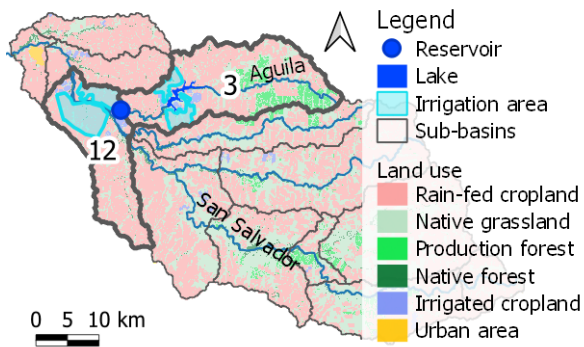 Legend
Reservoir
Lake
Irrigation area
Sub-basins
Land use
Rain-fed cropland
Native grassland
Production forest
Native forest
Irrigated cropland
Urban area
3
Aguila
12
San Salvador
0 5 10 km